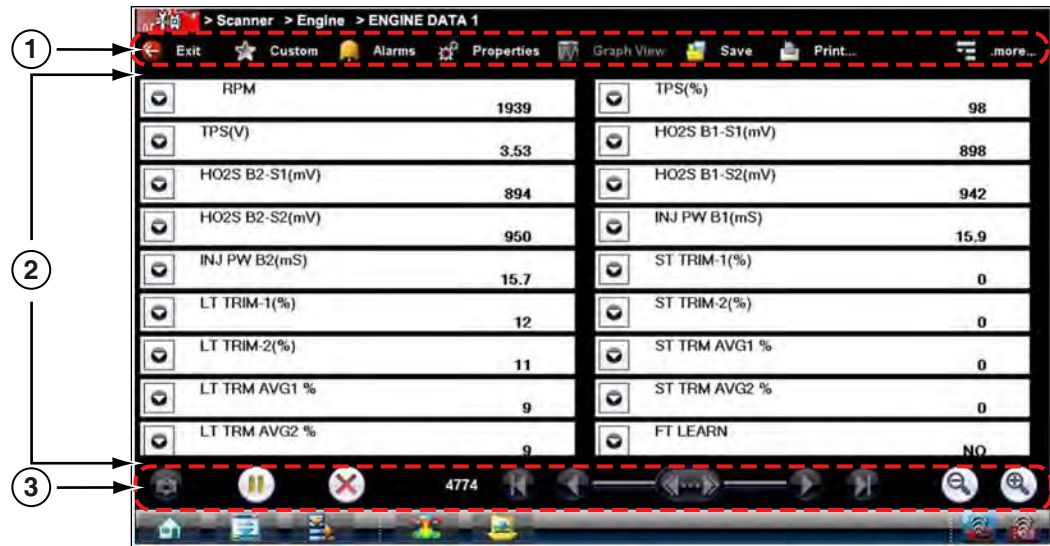 > Scanner > Engine > ENGINE DATA 1
1 Exit Custom Alarms Properties Graph View Save Print... .more...
RPM 1939 TPS(%) 98
TPS(V) 3.53 HO2S B1-S1(mV) 898
2
HO2S B2-S1(mV) 894 HO2S B1-S2(mV) 942
HO2S B2-S2(mV) 950 INJ PW B1(mS) 15.9
INJ PW B2(mS) 15.7 ST TRIM-1(%) 0
LT TRIM-1(%) 12 ST TRIM-2(%) 0
LT TRIM-2(%) 11 ST TRM AVG1 % 0
LT TRM AVG1 % 9 ST TRM AVG2 % 0
LT TRM AVG2 % 9 FT LEARN NO
3 4774